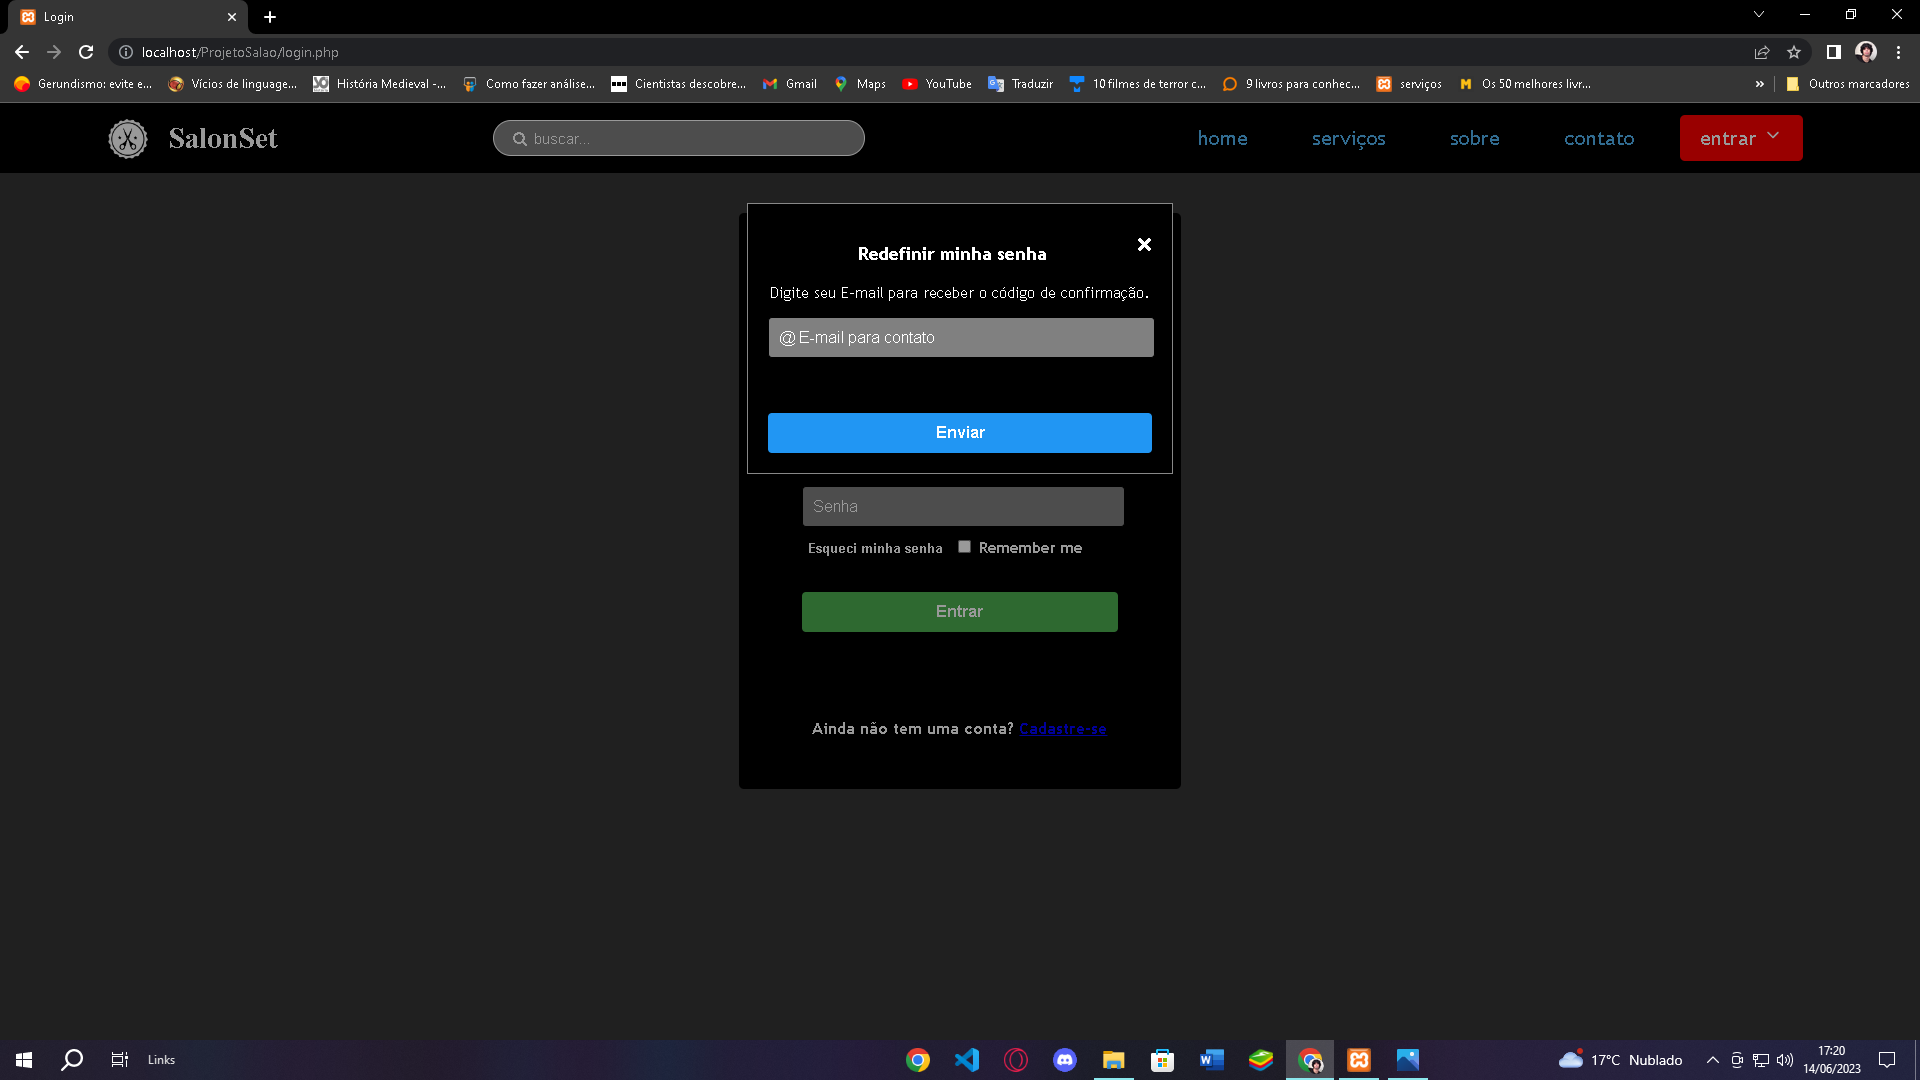 Login
localhost/ProjetoSalao/login.php
Gerundismo: evite e... Vícios de linguage... História Medieval -... Como fazer análise... Cientistas descobre... Gmail Maps YouTube Traduzir 10 filmes de terror c... 9 livros para conhec... serviços Os 50 melhores livr... » Outros marcadores
SalonSet buscar... home serviços sobre contato entrar
Redefinir minha senha
Digite seu E-mail para receber o código de confirmação.
@ E-mail para contato
Enviar
Senha
Esqueci minha senha Remember me
Entrar
Ainda não tem uma conta? Cadastre-se
Links 17°C Nublado 17:20
14/06/2023